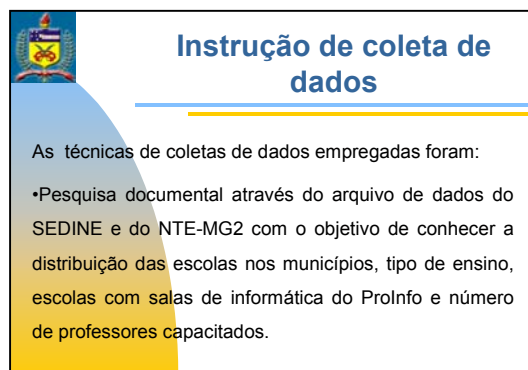 Instrução de coleta de
dados
As técnicas de coletas de dados empregadas foram:
•Pesquisa documental através do arquivo de dados do
SEDINE e do NTE-MG2 com o objetivo de conhecer a
distribuição das escolas nos municípios, tipo de ensino,
escolas com salas de informática do ProInfo e número
de professores capacitados.